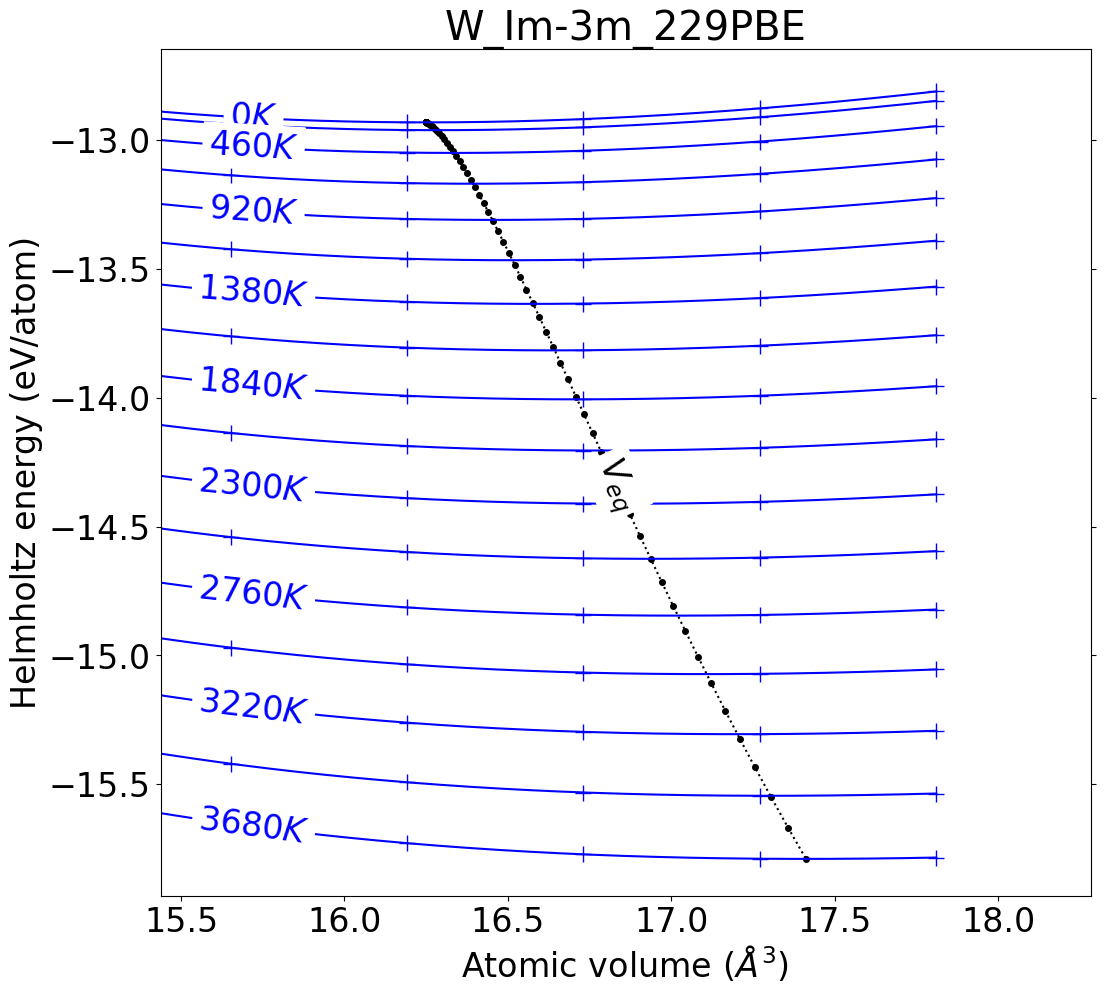 W_Im-3m_229PBE
Helmholtz energy (eV/atom)
−13.0
−13.5
−14.0
−14.5
−15.0
−15.5
0K
460K
920K
1380K
1840K
2300K
2760K
3220K
3680K
V_eq
15.5 16.0 16.5 17.0 17.5 18.0
Atomic volume (Å³)